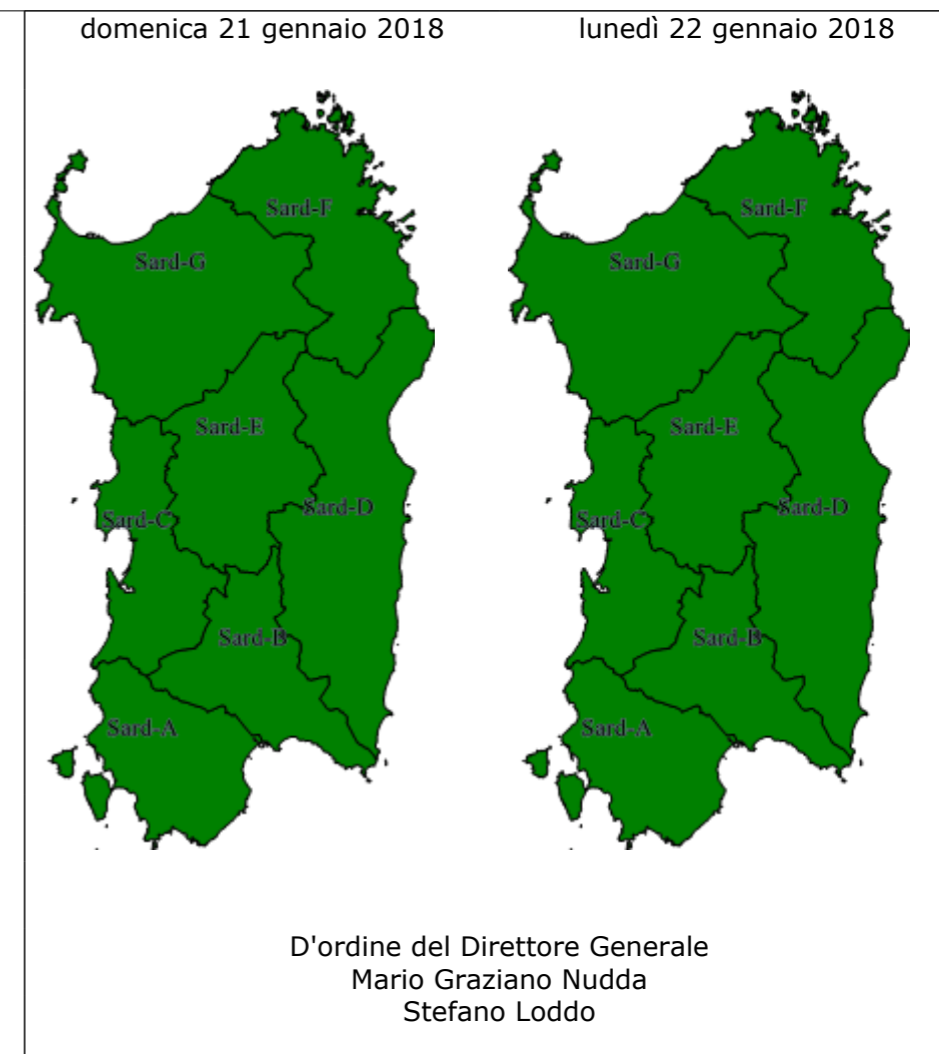 domenica 21 gennaio 2018 lunedì 22 gennaio 2018
Sard-F Sard-F
Sard-G Sard-G
Sard-E Sard-E
Sard-D Sard-D
Sard-C Sard-C
Sard-B Sard-B
Sard-A Sard-A
D'ordine del Direttore Generale
Mario Graziano Nudda
Stefano Loddo